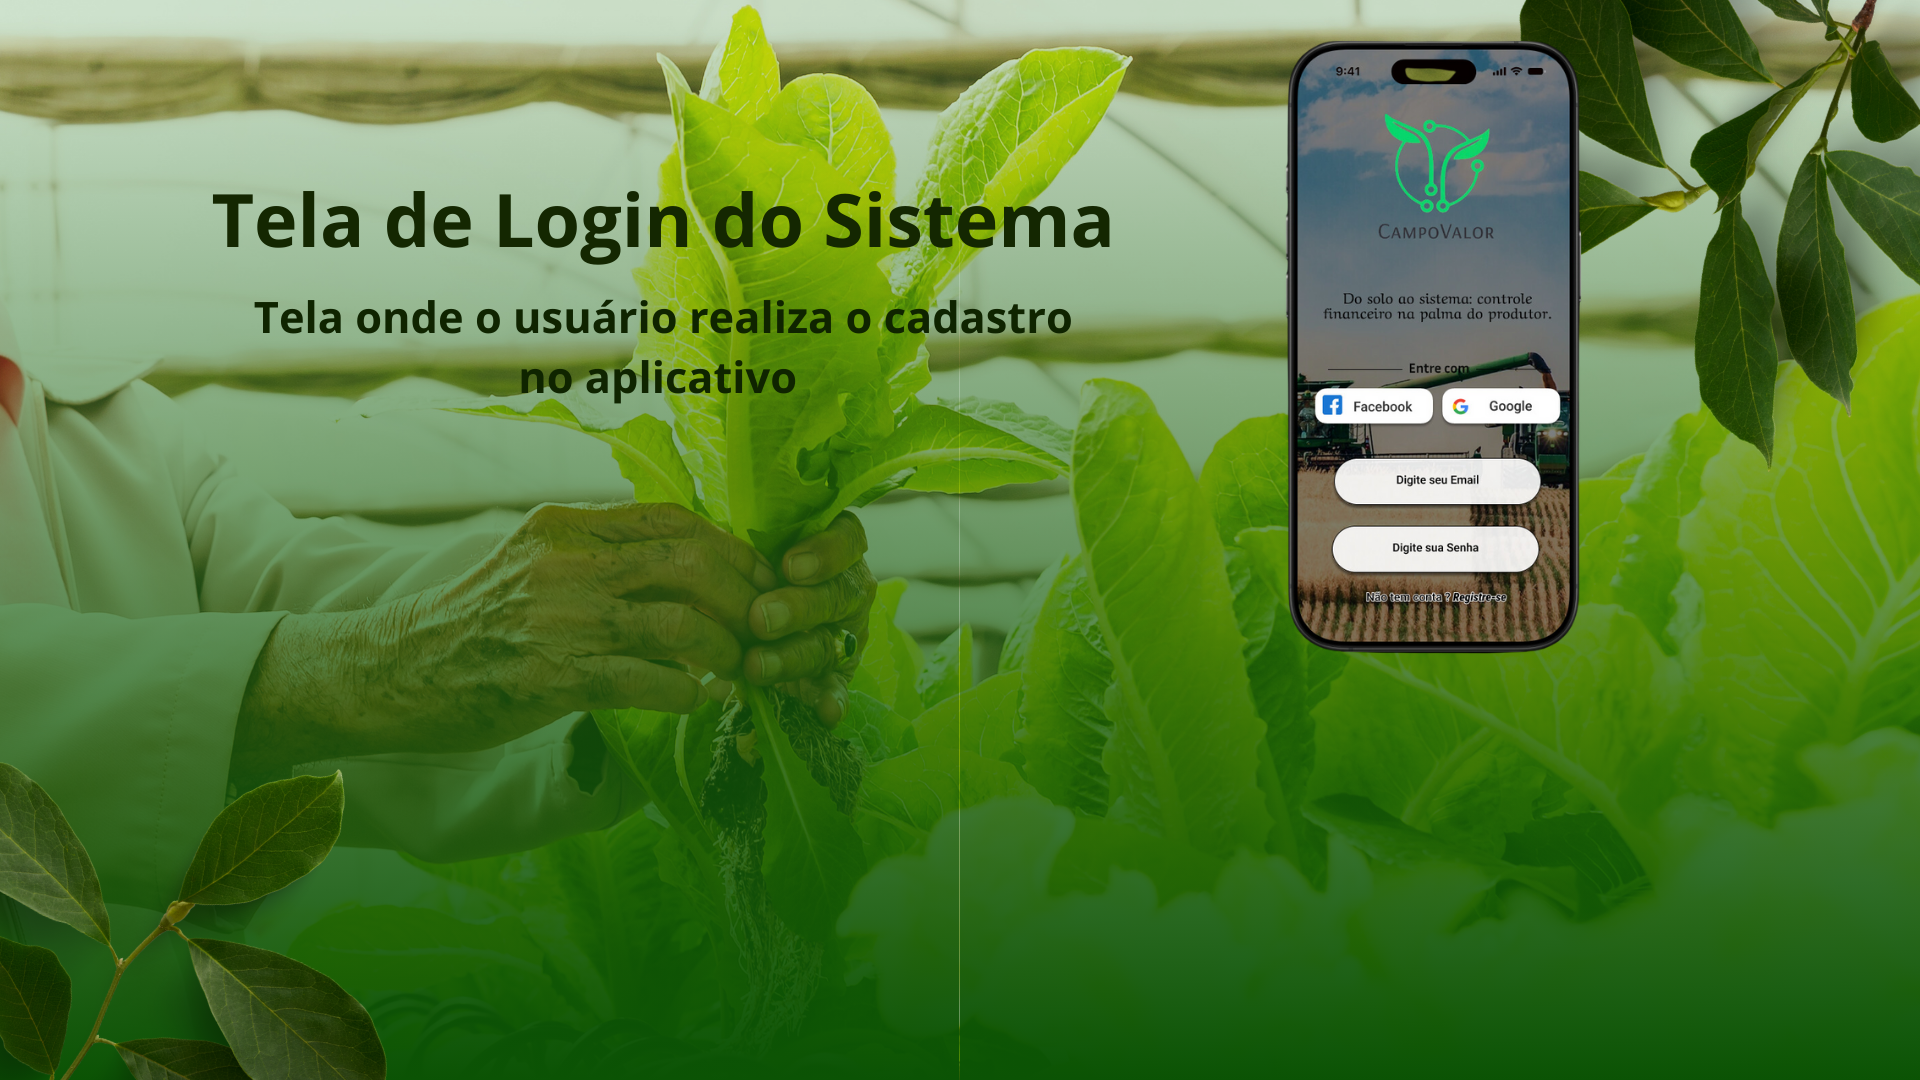 Tela de Login do Sistema
Tela onde o usuário realiza o cadastro
no aplicativo
9:41
CampoValor
Do solo ao sistema: controle
financeiro na palma do produtor.
Entre com
Facebook
Google
Digite seu Email
Digite sua Senha
Não tem conta ? Registre-se